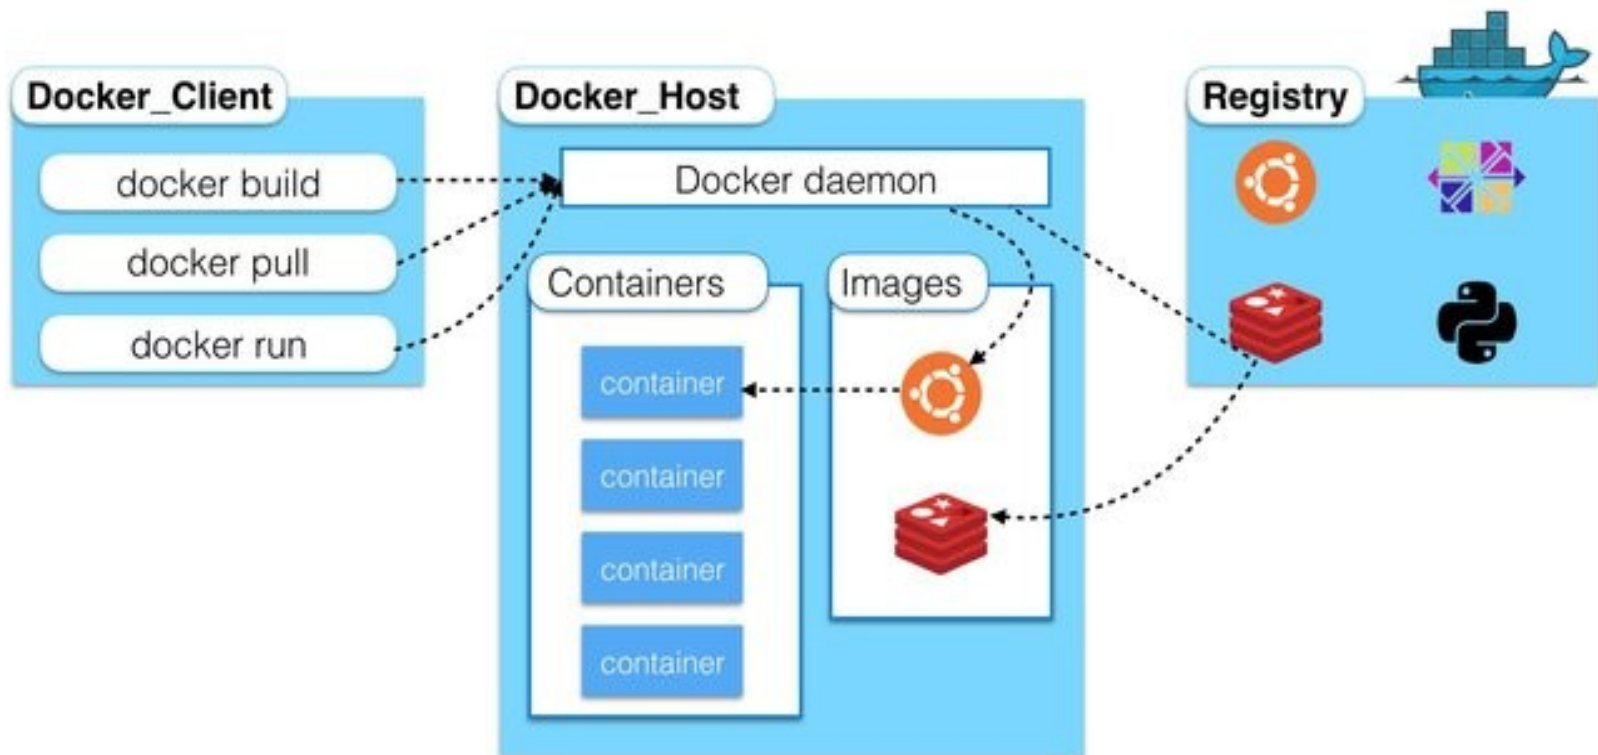 Docker_Client
docker build
docker pull
docker run
Docker_Host
Docker daemon
Containers
container
container
container
container
Images
Registry